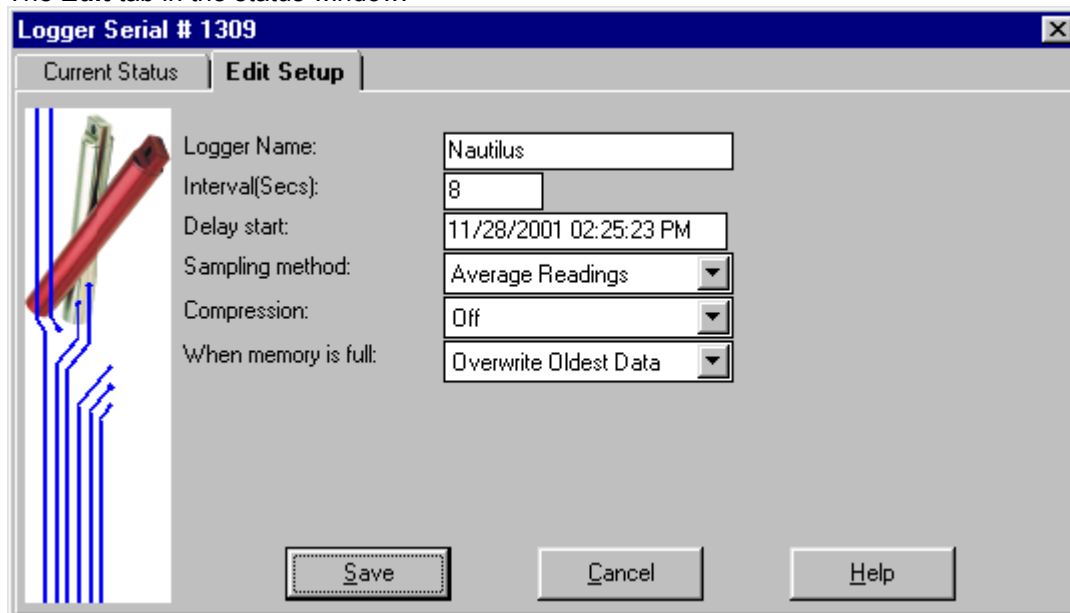 The Edit tab in the status window.
Logger Serial # 1309
Current Status
Edit Setup
Logger Name:
Nautilus
Interval(Secs):
8
Delay start:
11/28/2001 02:25:23 PM
Sampling method:
Average Readings
Compression:
Off
When memory is full:
Overwrite Oldest Data
Save
Cancel
Help